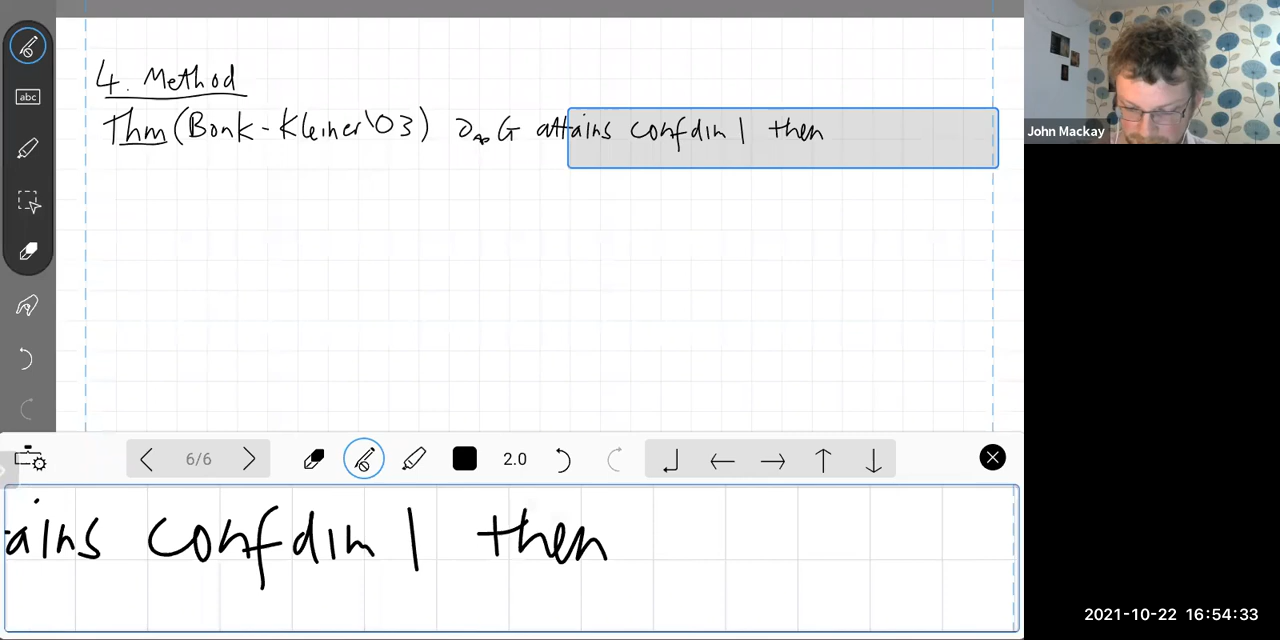 4. Method
Thm (Bonk-Kleiner '03) ∂∞G attains confdim 1 then
abc
John Mackay
6/6
2.0
ains confdim 1 then
2021-10-22 16:54:33